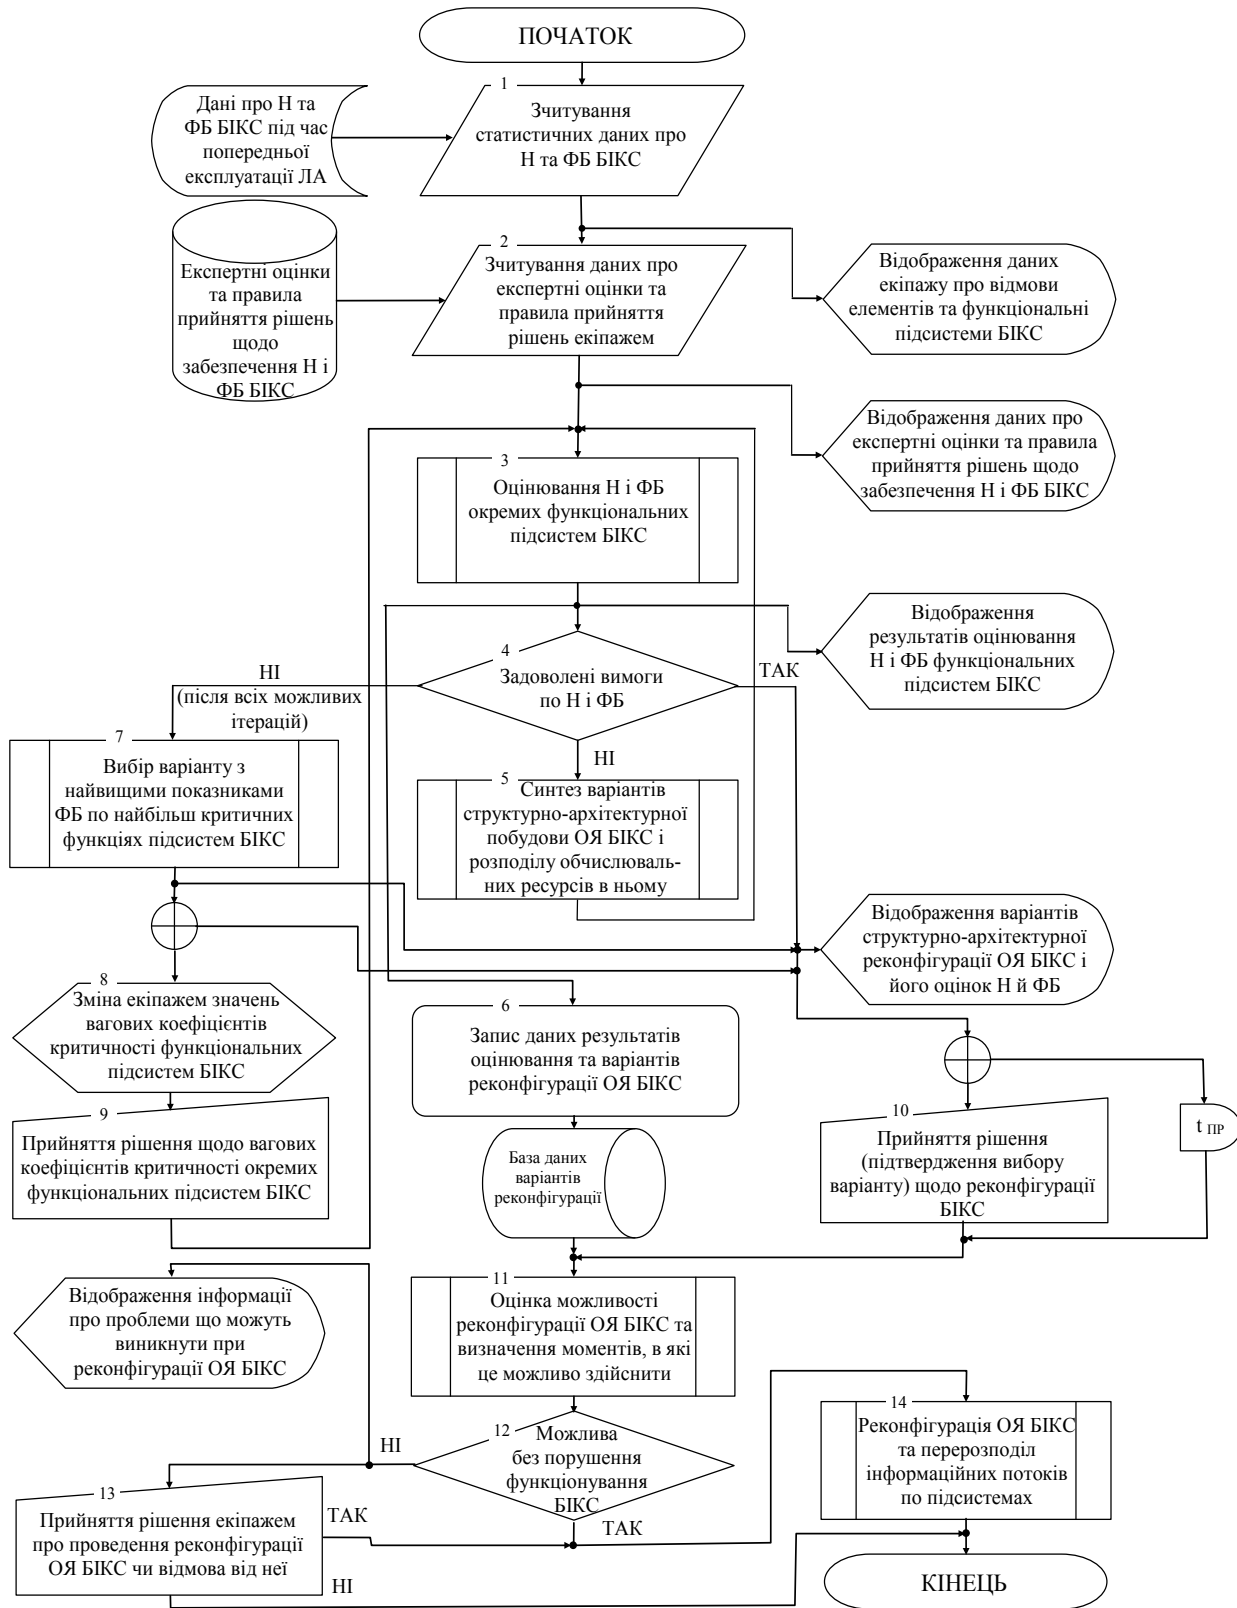 ПОЧАТОК
1
Зчитування
статистичних даних про
Н та ФБ БІКС
Дані про Н та
ФБ БІКС під час
попередньої
експлуатації ЛА
2
Зчитування даних про
експертні оцінки та
правила прийняття
рішень екіпажем
Експертні оцінки
та правила
прийняття рішень
щодо
забезпечення Н і
ФБ БІКС
Відображення даних
екіпажу про відмови
елементів та функціональні
підсистеми БІКС
Відображення даних про
експертні оцінки та правила
прийняття рішень щодо
забезпечення Н і ФБ БІКС
3
Оцінювання Н і ФБ
окремих функціональних
підсистем БІКС
Відображення
результатів оцінювання
Н і ФБ функціональних
підсистем БІКС
4
Задоволені вимоги
по Н і ФБ
ТАК
НІ
(після всіх можливих
ітерацій)
НІ
7
Вибір варіанту з
найвищими показниками
ФБ по найбільш критичних
функціях підсистем БІКС
5
Синтез варіантів
структурно-архітектурної
побудови ОЯ БІКС і
розподілу обчислюваль-
них ресурсів в ньому
Відображення варіантів
структурно-архітектурної
реконфігурації ОЯ БІКС і
його оцінок Н й ФБ
8
Зміна екіпажем значень
вагових коефіцієнтів
критичності функціональних
підсистем БІКС
6
Запис даних результатів
оцінювання та варіантів
реконфігурації ОЯ БІКС
9
Прийняття рішення щодо вагових
коефіцієнтів критичності окремих
функціональних підсистем БІКС
База даних
варіантів
реконфігурації
10
Прийняття рішення
(підтвердження вибору
варіанту) щодо реконфігурації
БІКС
t ПР
Відображення інформації
про проблеми що можуть
виникнути при
реконфігурації ОЯ БІКС
11
Оцінка можливості
реконфігурації ОЯ БІКС та
визначення моментів, в які
це можливо здійснити
12
Можлива
без порушення
функціонування
БІКС
НІ
ТАК
13
Прийняття рішення екіпажем
про проведення реконфігурації
ОЯ БІКС чи відмова від неї
ТАК
НІ
14
Реконфігурація ОЯ БІКС
та перерозподіл
інформаційних потоків
по підсистемах
КІНЕЦЬ